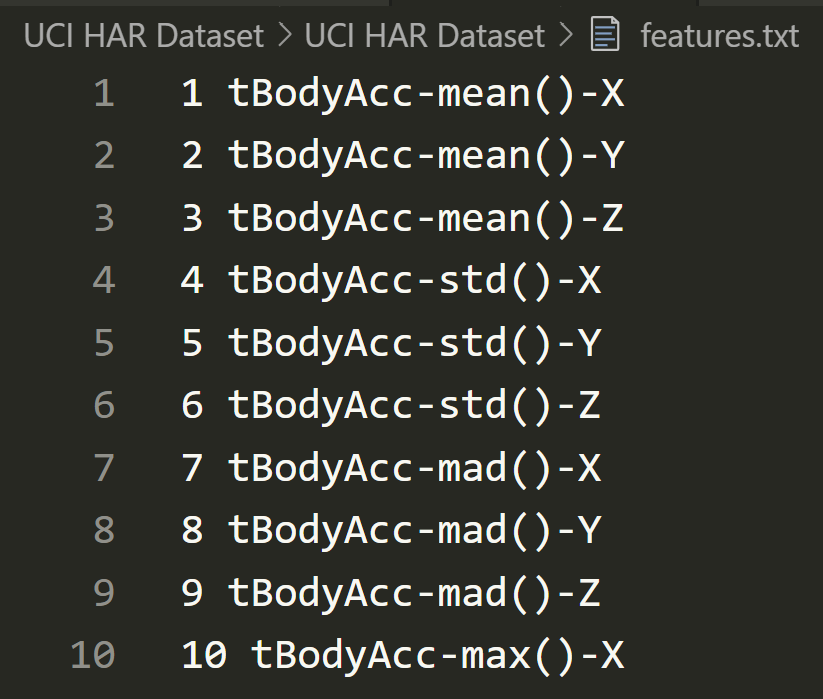 UCI HAR Dataset > UCI HAR Dataset > features.txt
1 1 tBodyAcc-mean()-X
2 2 tBodyAcc-mean()-Y
3 3 tBodyAcc-mean()-Z
4 4 tBodyAcc-std()-X
5 5 tBodyAcc-std()-Y
6 6 tBodyAcc-std()-Z
7 7 tBodyAcc-mad()-X
8 8 tBodyAcc-mad()-Y
9 9 tBodyAcc-mad()-Z
10 10 tBodyAcc-max()-X